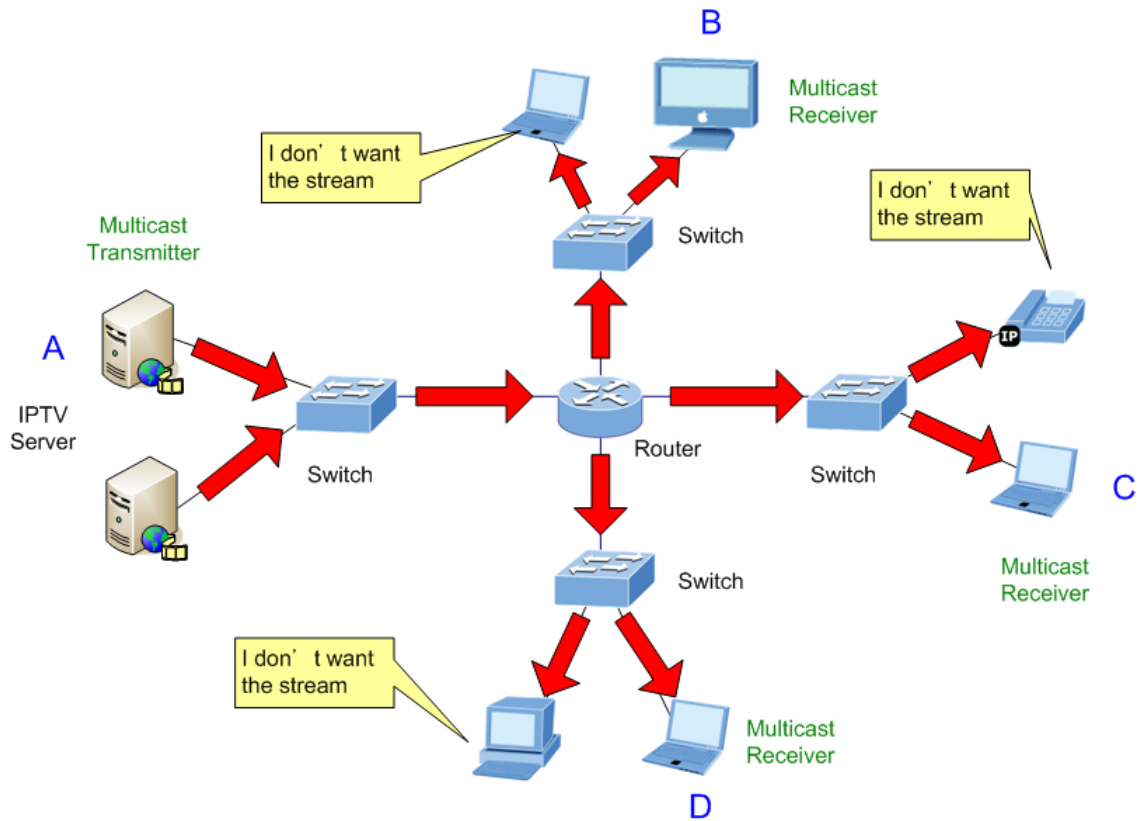 B
Multicast
Receiver
I don’ t want
the stream
I don’ t want
the stream
Switch
Multicast
Transmitter
A
IPTV
Server
Switch
Router
Switch
IP
C
Multicast
Receiver
Switch
I don’ t want
the stream
Multicast
Receiver
D